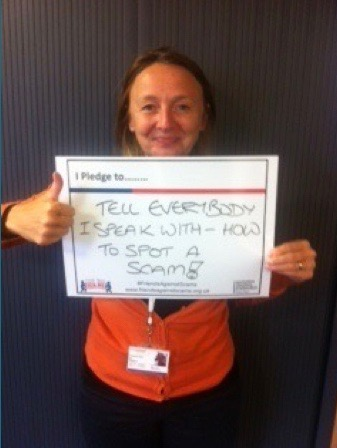 I Pledge to........
TELL EVERYBODY
I SPEAK WITH - HOW
TO SPOT A
SCAM!
#FriendsAgainstScams
www.friendsagainstscams.org.uk